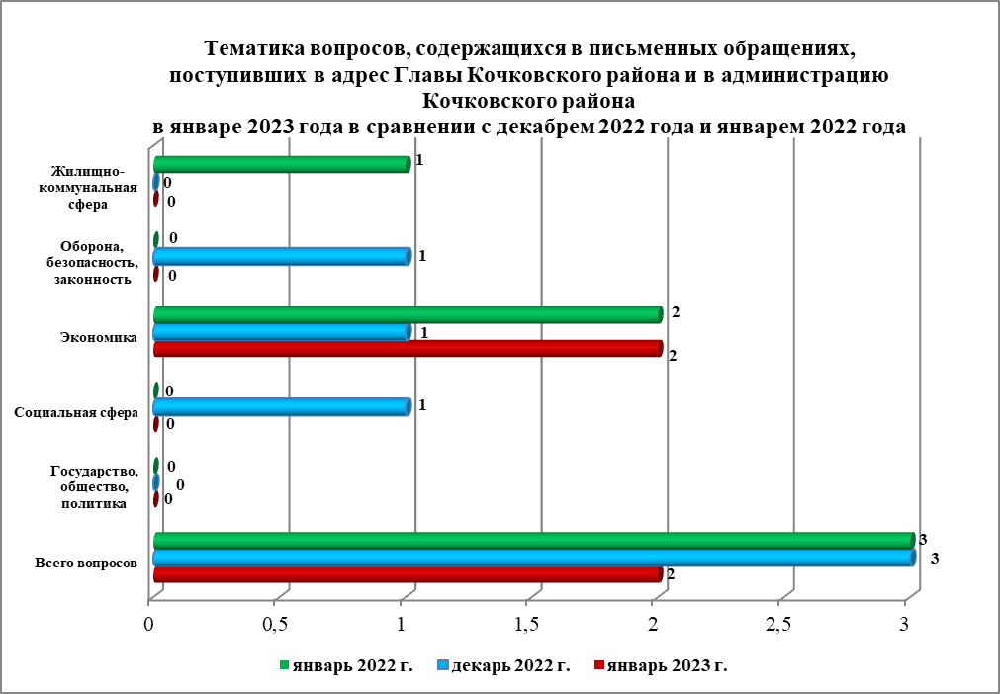 Тематика вопросов, содержащихся в письменных обращениях,
поступивших в адрес Главы Кочковского района и в администрацию
Кочковского района
в январе 2023 года в сравнении с декабрем 2022 года и январем 2022 года
Жилищно-
коммунальная
сфера
1
0
0
Оборона,
безопасность,
законность
0
1
0
Экономика
2
1
2
Социальная сфера
0
1
0
Государство,
общество,
политика
0
0
0
Всего вопросов
3
3
2
0 0,5 1 1,5 2 2,5 3
январь 2022 г. декарь 2022 г. январь 2023 г.